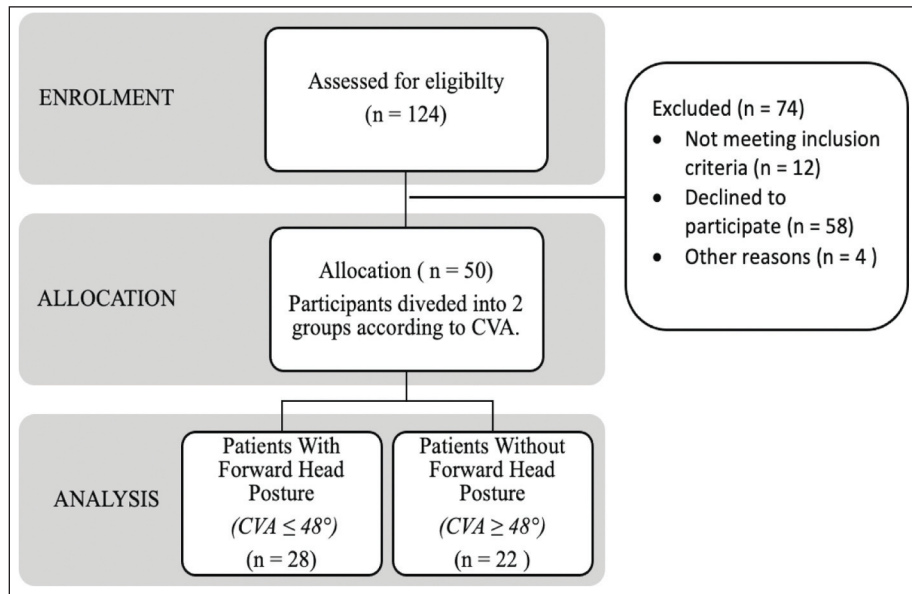 ENROLMENT
Assessed for eligibilty
(n = 124)
Excluded (n = 74)
• Not meeting inclusion
criteria (n = 12)
• Declined to
participate (n = 58)
• Other reasons (n = 4 )
ALLOCATION
Allocation ( n = 50)
Participants diveded into 2
groups according to CVA.
ANALYSIS
Patients With
Forward Head
Posture
(CVA ≤ 48°)
(n = 28)
Patients Without
Forward Head
Posture
(CVA ≥ 48°)
(n = 22 )